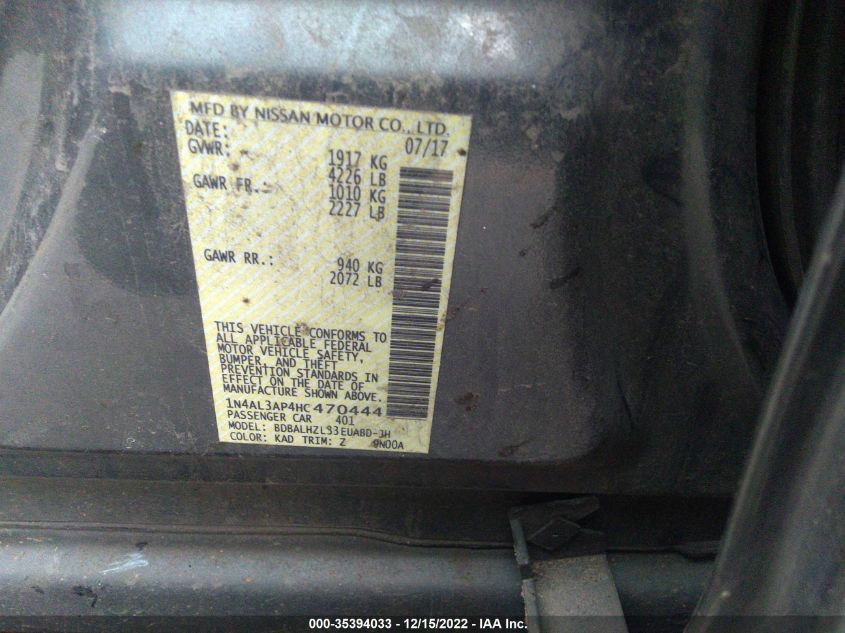 MFD BY NISSAN MOTOR CO., LTD.
DATE: 07/17
GVWR: 1917 KG
4226 LB
GAWR FR.: 1010 KG
2227 LB
GAWR RR.: 940 KG
2072 LB
THIS VEHICLE CONFORMS TO
ALL APPLICABLE FEDERAL
MOTOR VEHICLE SAFETY,
BUMPER, AND THEFT
PREVENTION STANDARDS IN
EFFECT ON THE DATE OF
MANUFACTURE SHOWN ABOVE.
1N4AL3AP4HC470444
PASSENGER CAR 401
MODEL:
COLOR: KAD TRIM: Z
000-35394033 - 12/15/2022 - IAA Inc.